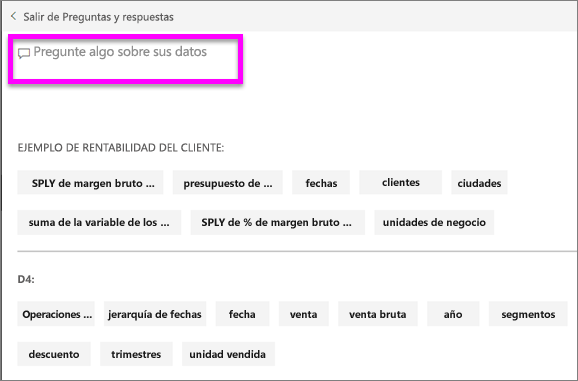 Salir de Preguntas y respuestas
Pregunte algo sobre sus datos
EJEMPLO DE RENTABILIDAD DEL CLIENTE:
SPLY de margen bruto ... presupuesto de ... fechas clientes ciudades
suma de la variable de los ... SPLY de % de margen bruto ... unidades de negocio
D4:
Operaciones ... jerarquía de fechas fecha venta venta bruta año segmentos
descuento trimestres unidad vendida